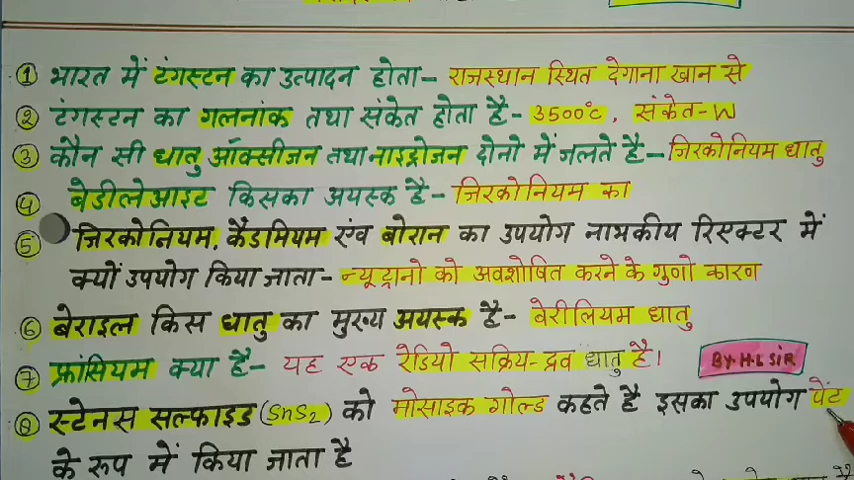 ① भारत में टंगस्टन का उत्पादन होता- राजस्थान स्थित देगाना खान से
② टंगस्टन का गलनांक तथा संकेत होता है- 3500°C, संकेत-W
③ कौन सी धातु ऑक्सीजन तथा नाइट्रोजन दोनो में जलते है- जिरकोनियम धातु
④ बेडीलेआइट किसका अयस्क है- जिरकोनियम का
⑤ जिरकोनियम, कैडमियम एंव बोरान का उपयोग नाभकीय रिएक्टर में
क्यों उपयोग किया जाता- न्यूट्रानो को अवशोषित करने के गुणो कारण
⑥ बेराइल किस धातु का मुख्य अयस्क है- बेरीलियम धातु
⑦ फ्रांसियम क्या है- यह एक रेडियो सक्रिय-द्रव धातु है।
BY-H.L SIR
⑧ स्टेनस सल्फाइड (SnS2) को मोसाइक गोल्ड कहते है इसका उपयोग पेंट
के रूप में किया जाता है